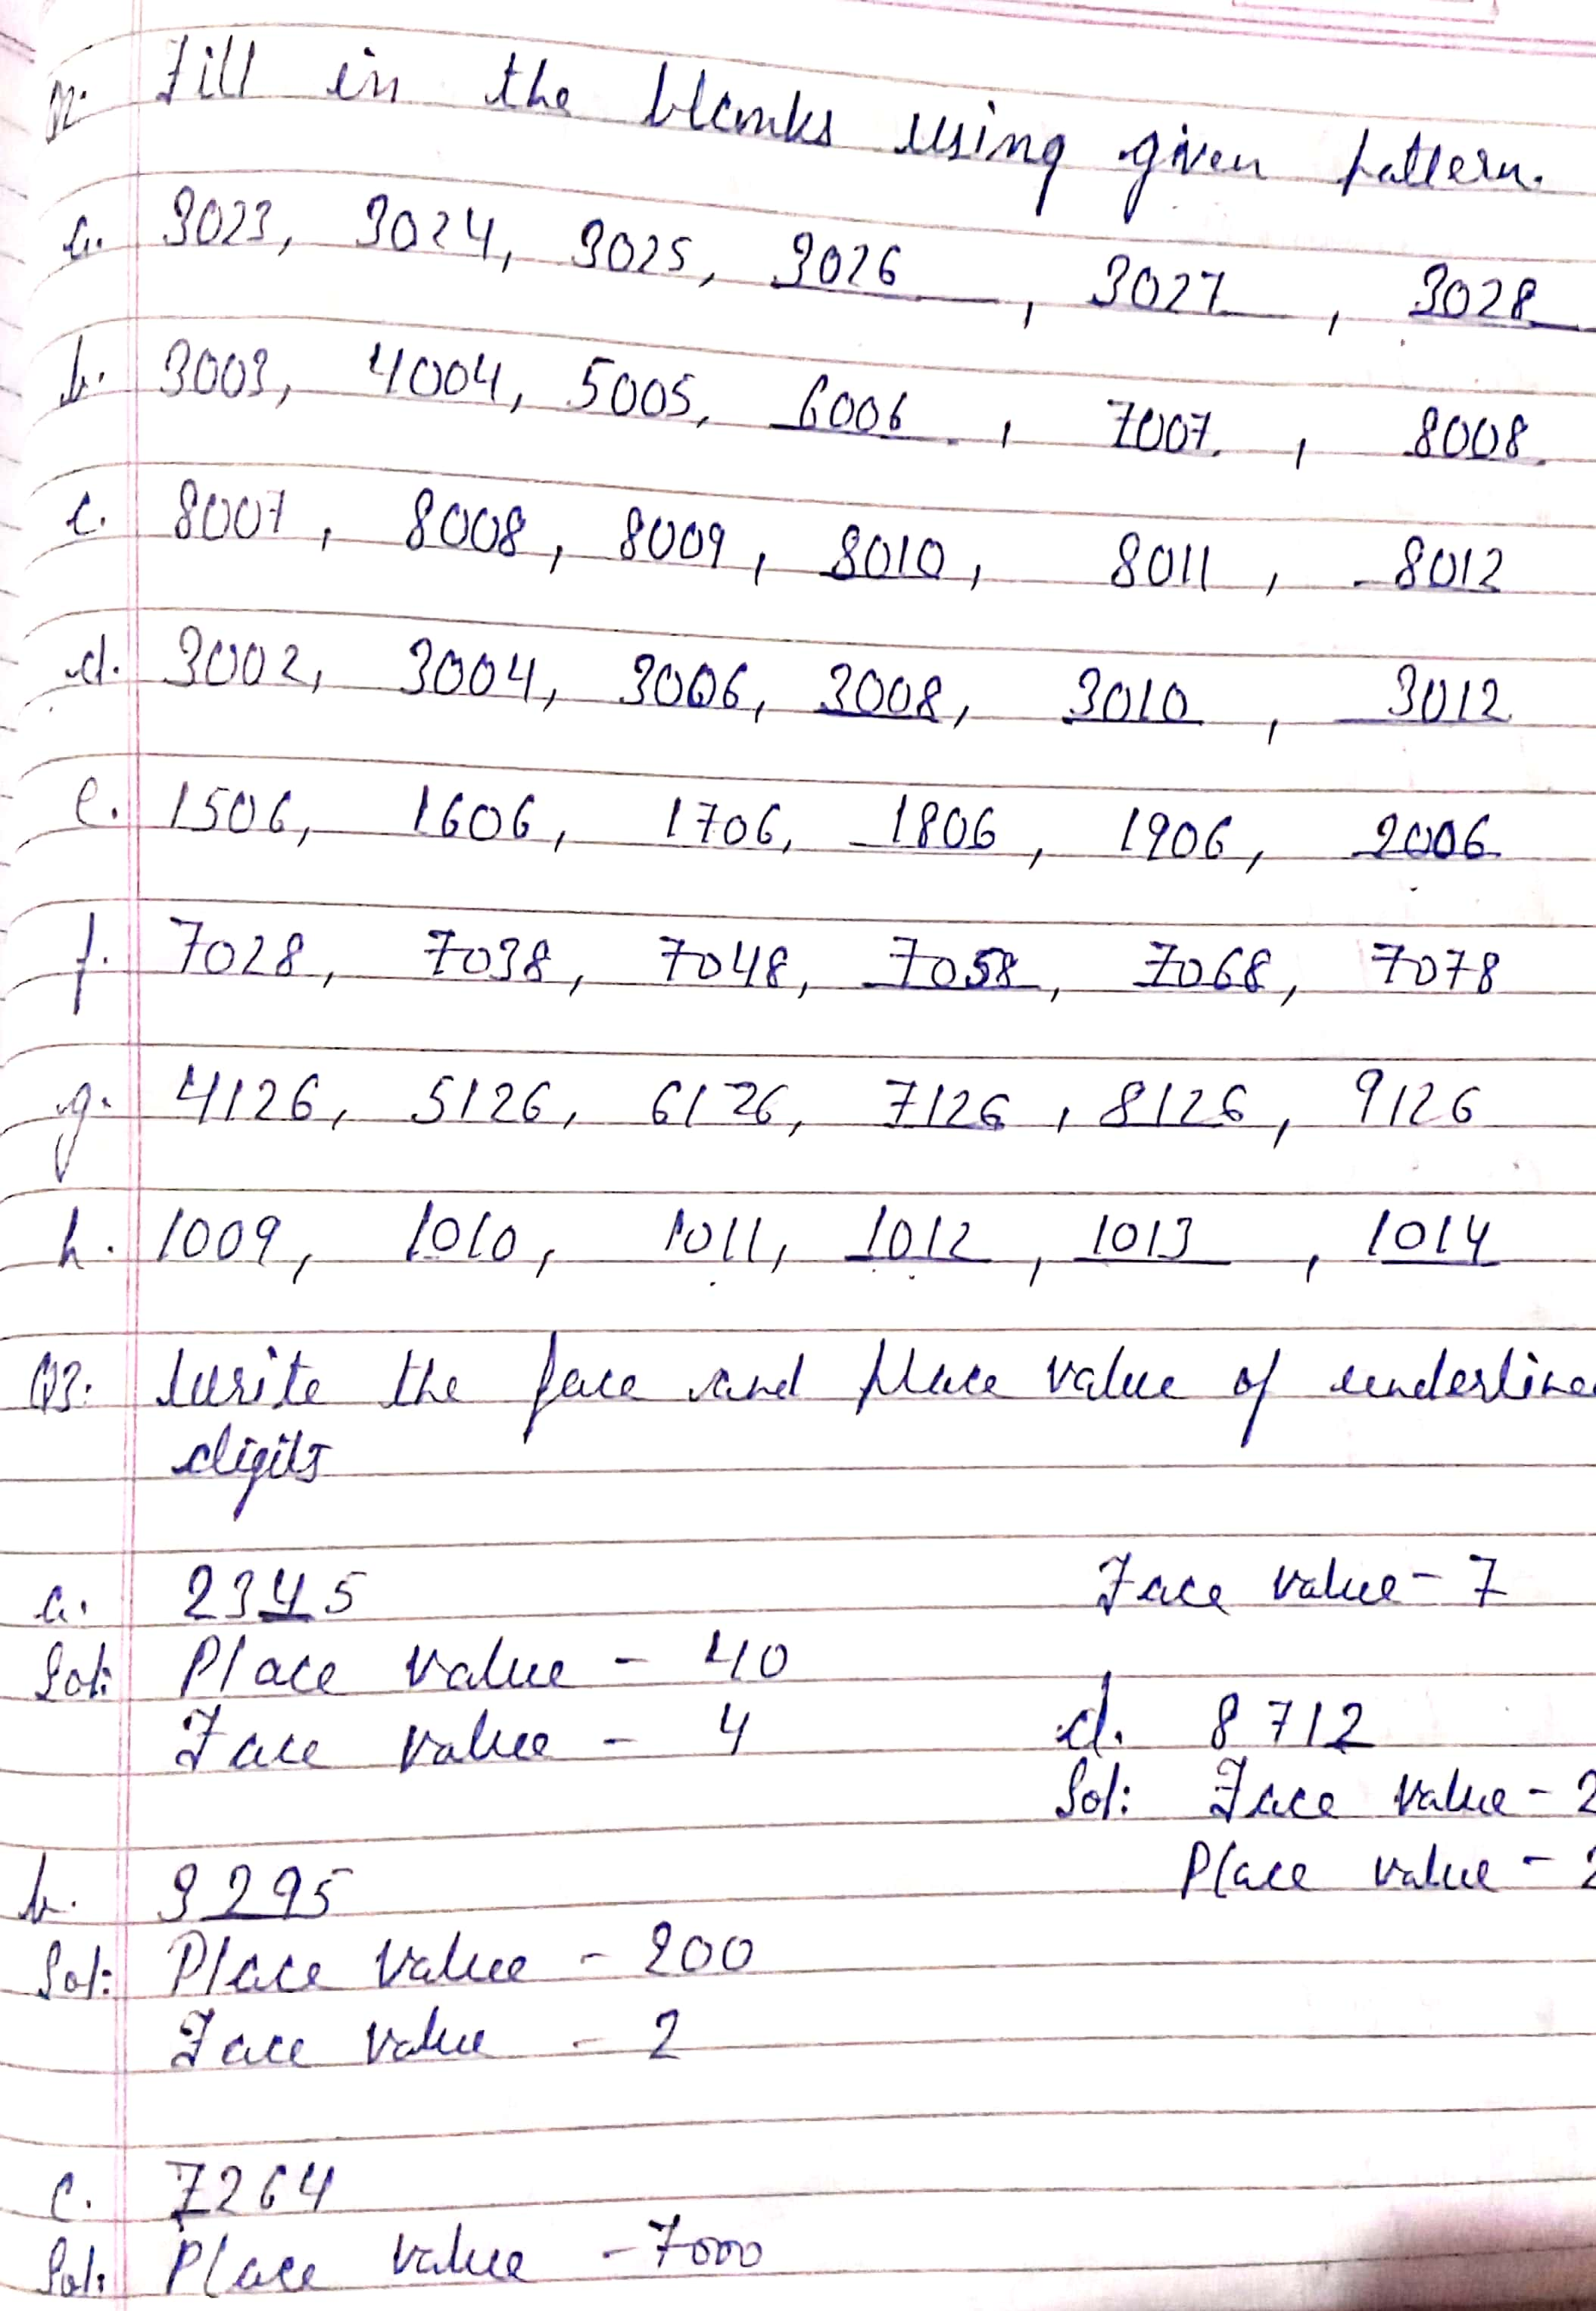 Q2. Fill in the blanks using given pattern.
a. 3023, 3024, 3025, 3026, 3027, 3028
b. 3003, 4004, 5005, 6006, 7007, 8008.
c. 8007, 8008, 8009, 8010, 8011, 8012
d. 3002, 3004, 3006, 3008, 3010, 3012
e. 1506, 1606, 1706, 1806, 1906, 2006
f. 7028, 7038, 7048, 7058, 7068, 7078
g. 4126, 5126, 6126, 7126, 8126, 9126
h. 1009, 1010, 1011, 1012, 1013, 1014
Q3. Write the face and place value of underline
digits
a. 2345
Sol: Place value - 40
Face value - 4
b. 3295
Sol: Place value - 200
Face value - 2
c. 7264
Sol: Place value - 7000
Face value - 7
d. 8712
Sol: Face value - 2
Place value - 2